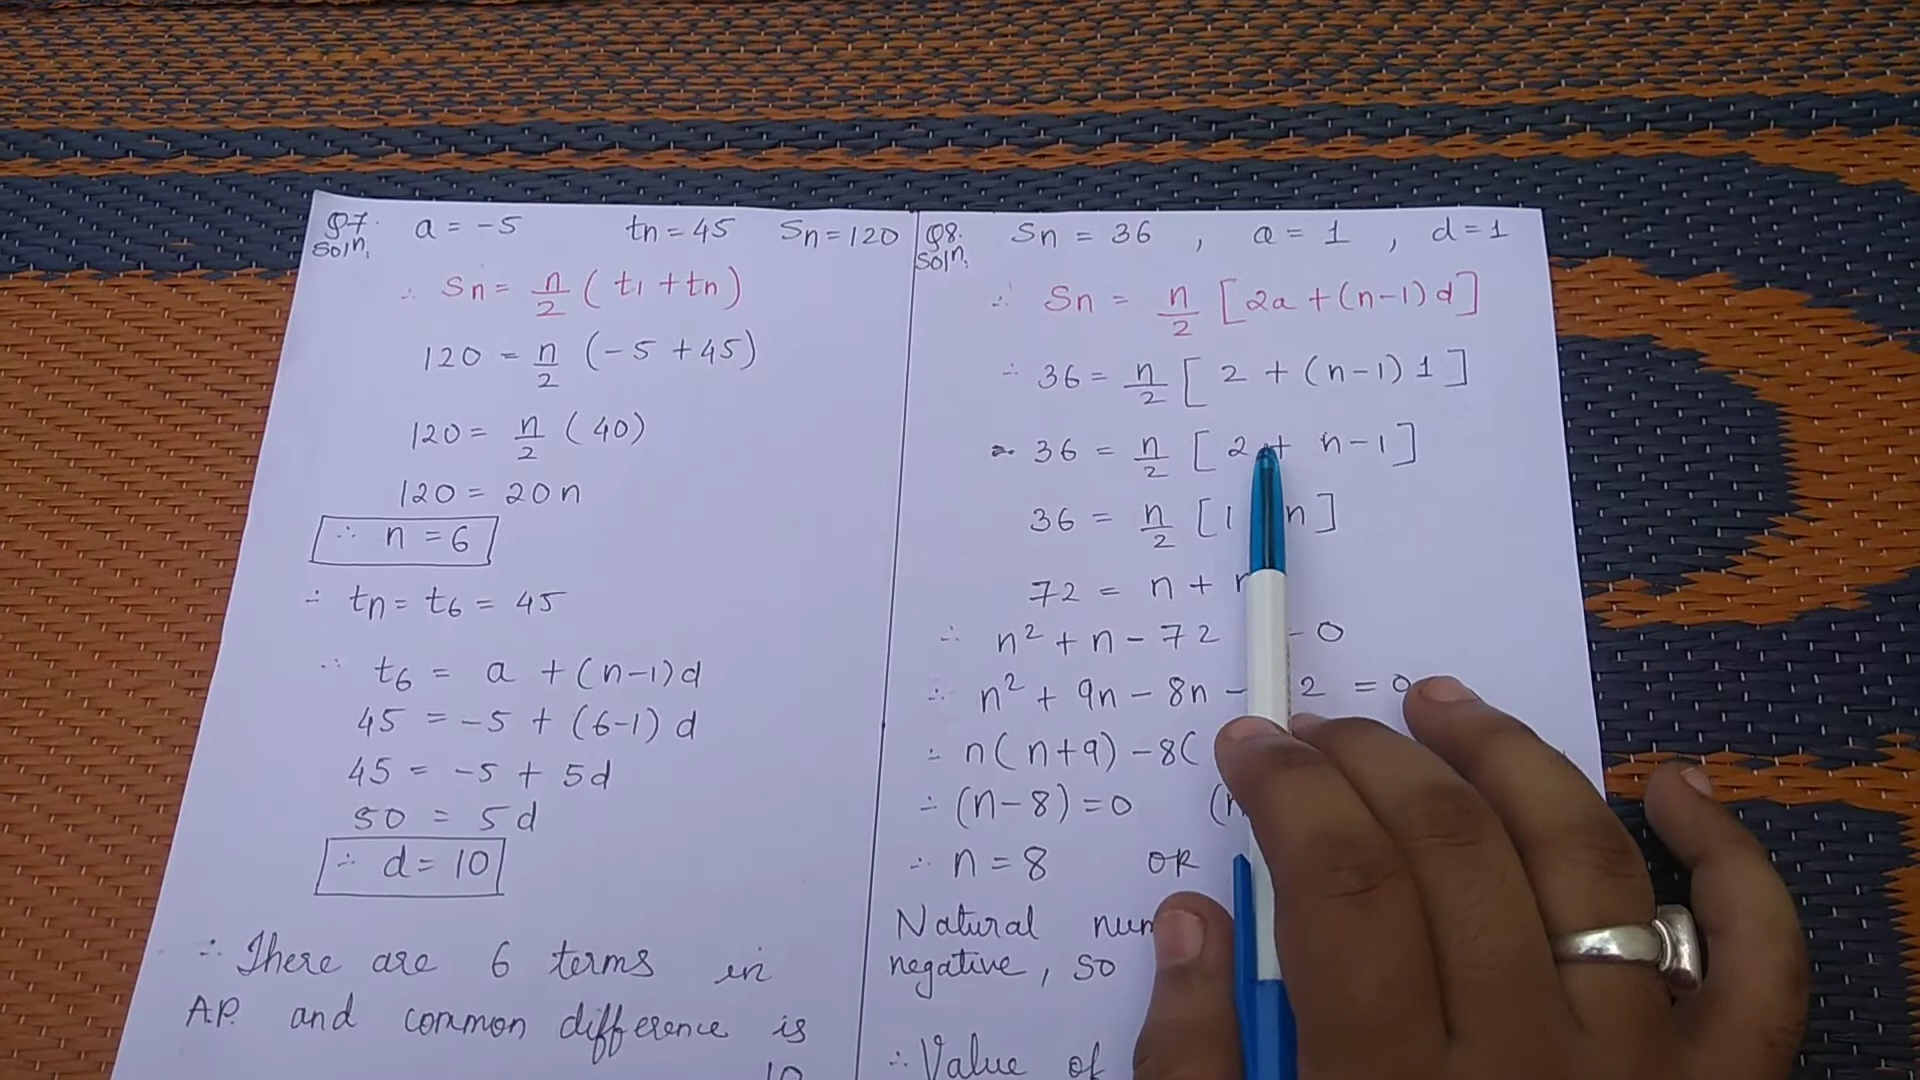 Q7. a = -5 tn = 45 Sn = 120
Soln.
∴ Sn = n/2 ( t1 + tn )
120 = n/2 ( -5 + 45 )
120 = n/2 ( 40 )
120 = 20n
∴ n = 6
∴ tn = t6 = 45
∴ t6 = a + (n-1)d
45 = -5 + (6-1) d
45 = -5 + 5d
50 = 5d
∴ d = 10
∴ There are 6 terms in
A.P. and common difference is
10
Q8. Sn = 36 , a = 1 , d = 1
Soln.
∴ Sn = n/2 [ 2a + (n-1) d ]
∴ 36 = n/2 [ 2 + (n-1) 1 ]
∴ 36 = n/2 [ 2 + n-1 ]
36 = n/2 [ 1 n ]
72 = n +
∴ n² + n - 72 0
∴ n² + 9n - 8n - 2 = 0
∴ n ( n+9 ) - 8 (
∴ (n-8) = 0 (
∴ n = 8 OR
Natural
negative, so
∴ Value of